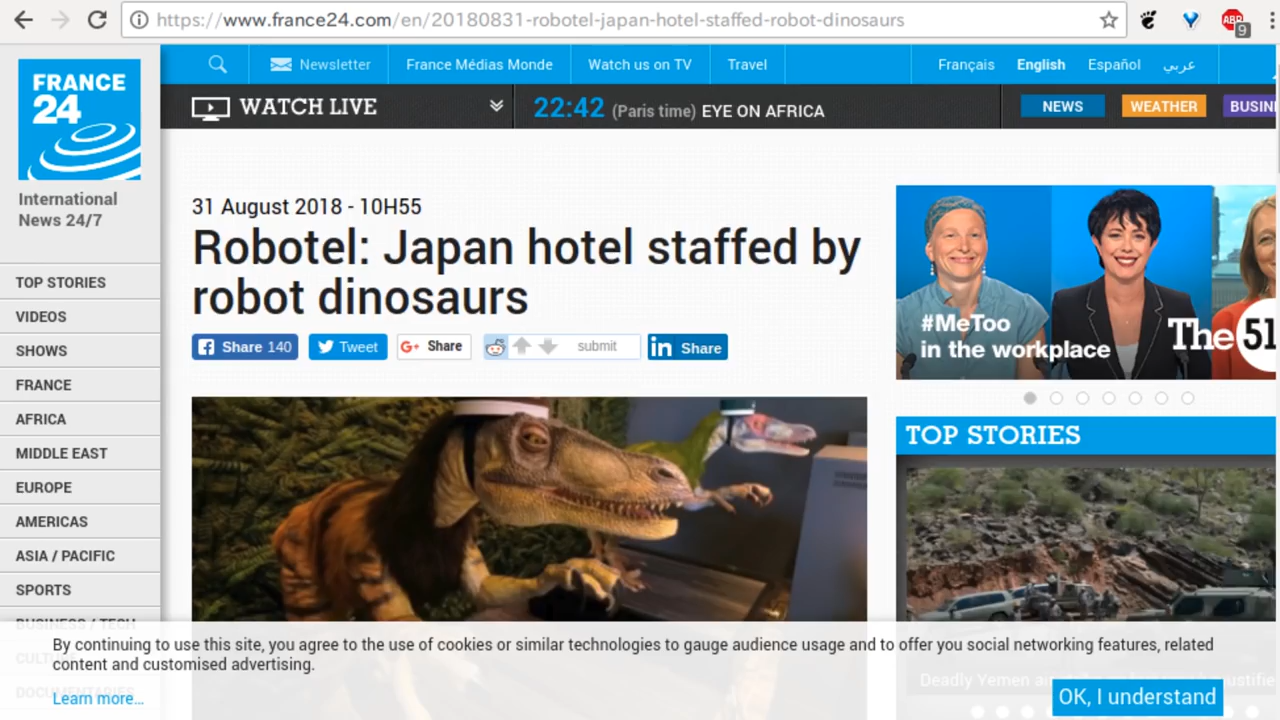 https://www.france24.com/en/20180831-robotel-japan-hotel-staffed-robot-dinosaurs
ABP
9
FRANCE
24
International
News 24/7
Newsletter
France Médias Monde
Watch us on TV
Travel
Français
English
Español
عربي
WATCH LIVE
22:42 (Paris time) EYE ON AFRICA
NEWS
WEATHER
BUSIN
TOP STORIES
VIDEOS
SHOWS
FRANCE
AFRICA
MIDDLE EAST
EUROPE
AMERICAS
ASIA / PACIFIC
SPORTS
BUSINESS / TECH
31 August 2018 - 10H55
Robotel: Japan hotel staffed by
robot dinosaurs
Share 140
Tweet
G+ Share
submit
in Share
#MeToo
in the workplace
The 51
TOP STORIES
Deadly Yemen
By continuing to use this site, you agree to the use of cookies or similar technologies to gauge audience usage and to offer you social networking features, related
content and customised advertising.
Learn more...
OK, I understand